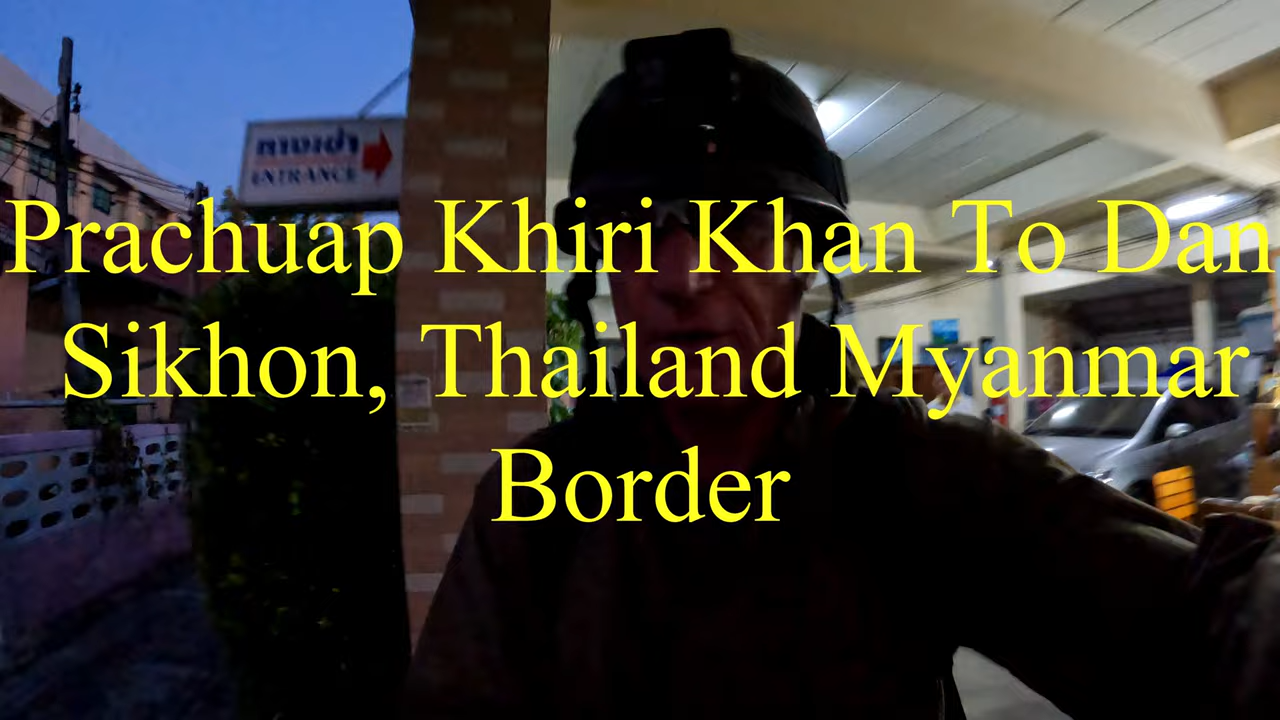 ทางเข้า
ENTRANCE
Prachuap Khiri Khan To Dan
Sikhon, Thailand Myanmar
Border